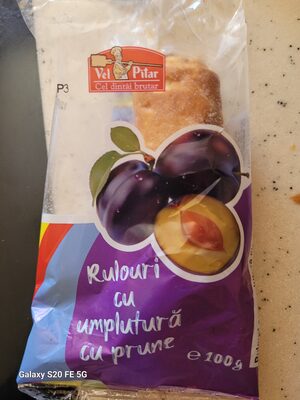 Vel Pitar
Cel dintâi brutar
P3
Rulouri
cu
umplutură
cu prune
℮ 100g
Galaxy S20 FE 5G